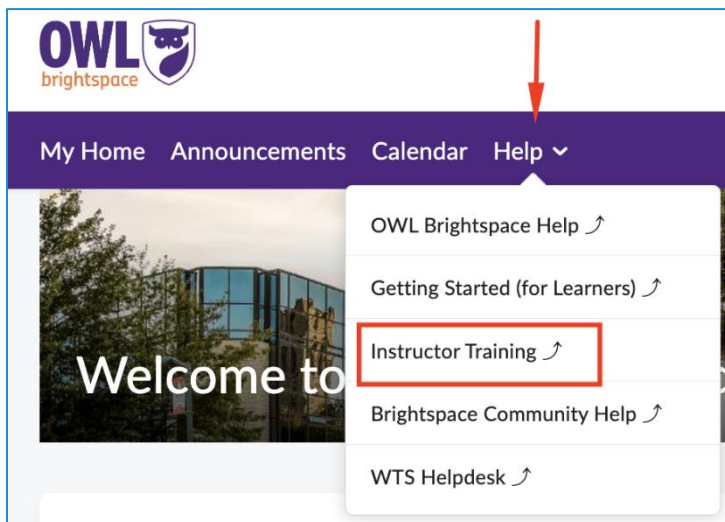 OWL
brightspace
My Home Announcements Calendar Help
OWL Brightspace Help
Getting Started (for Learners)
Instructor Training
Welcome to
Brightspace Community Help
WTS Helpdesk